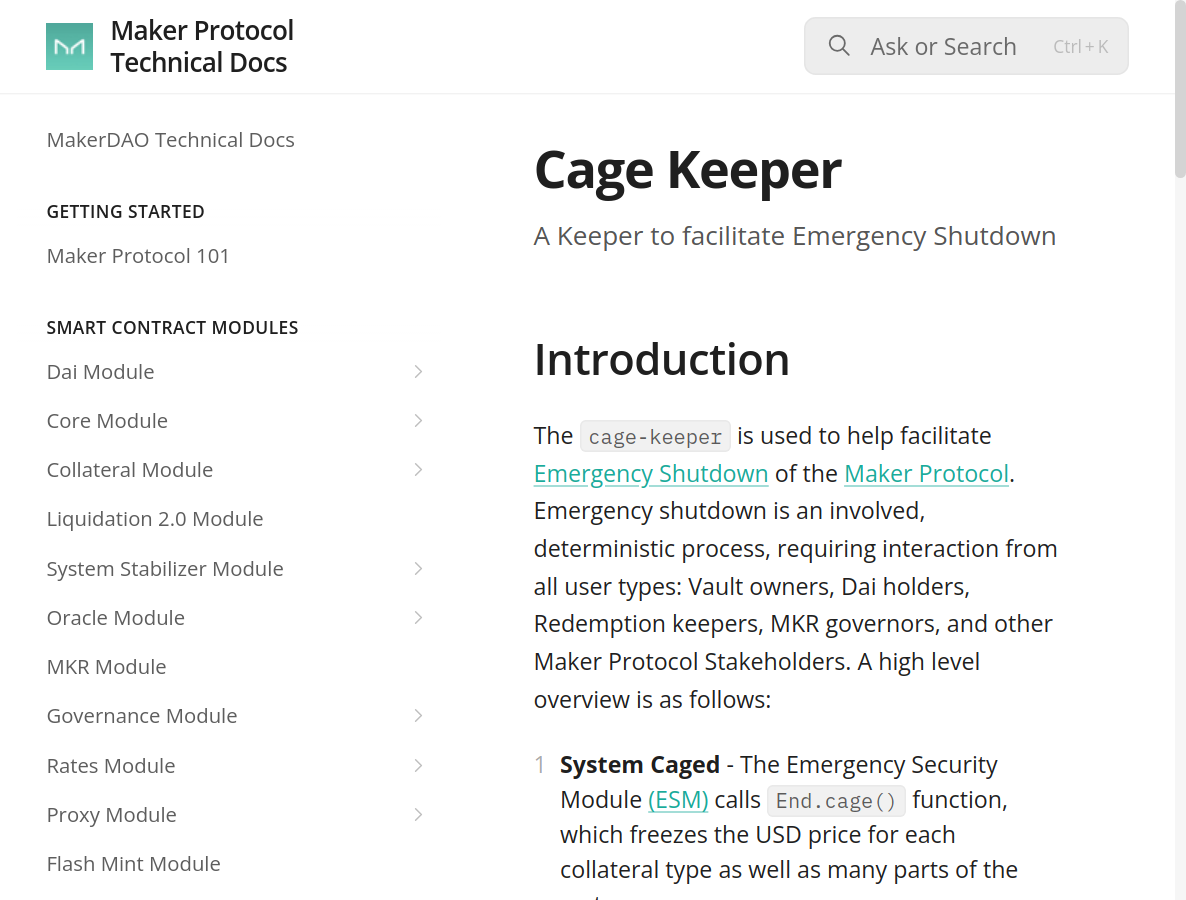 Maker Protocol
Technical Docs
Ask or Search
Ctrl + K
MakerDAO Technical Docs
GETTING STARTED
Maker Protocol 101
SMART CONTRACT MODULES
Dai Module
Core Module
Collateral Module
Liquidation 2.0 Module
System Stabilizer Module
Oracle Module
MKR Module
Governance Module
Rates Module
Proxy Module
Flash Mint Module
Cage Keeper
A Keeper to facilitate Emergency Shutdown
Introduction
The cage-keeper is used to help facilitate
Emergency Shutdown of the Maker Protocol.
Emergency shutdown is an involved,
deterministic process, requiring interaction from
all user types: Vault owners, Dai holders,
Redemption keepers, MKR governors, and other
Maker Protocol Stakeholders. A high level
overview is as follows:
1 System Caged - The Emergency Security
Module (ESM) calls End.cage() function,
which freezes the USD price for each
collateral type as well as many parts of the